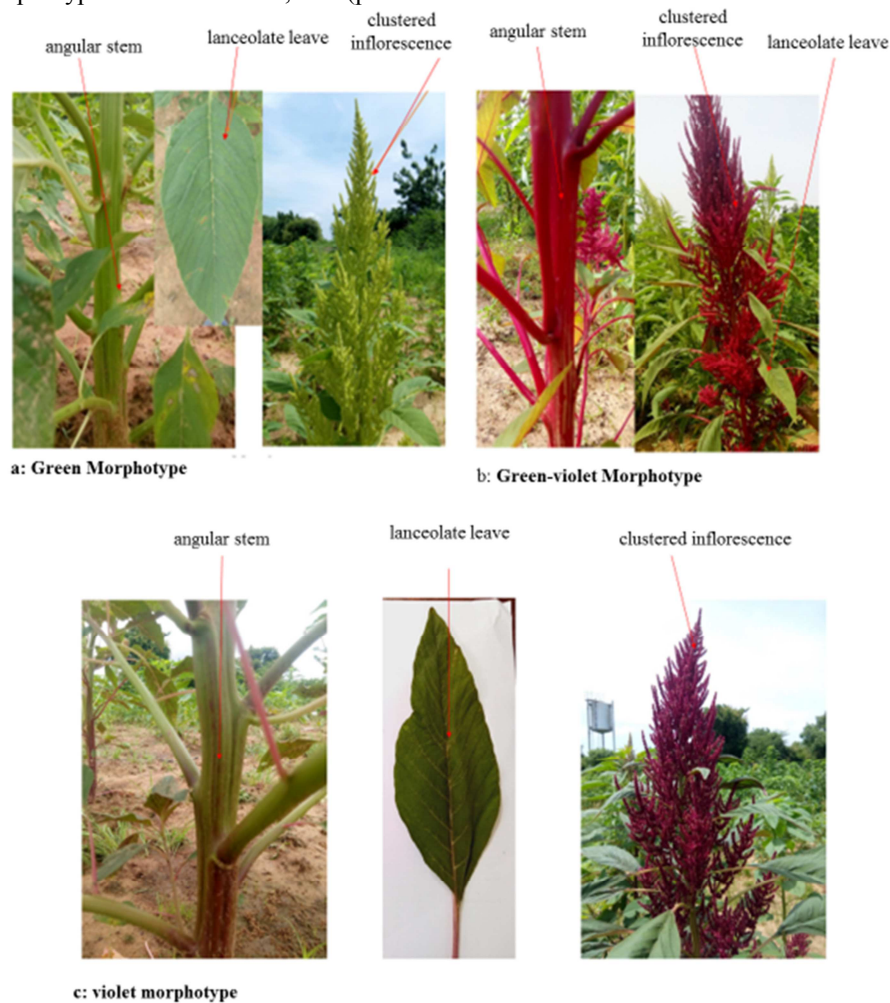 clustered
inflorescence
angular stem
lanceolate leave
a: Green Morphotype
clustered
inflorescence
angular stem
lanceolate leave
b: Green-violet Morphotype
angular stem
lanceolate leave
clustered inflorescence
c: violet morphotype